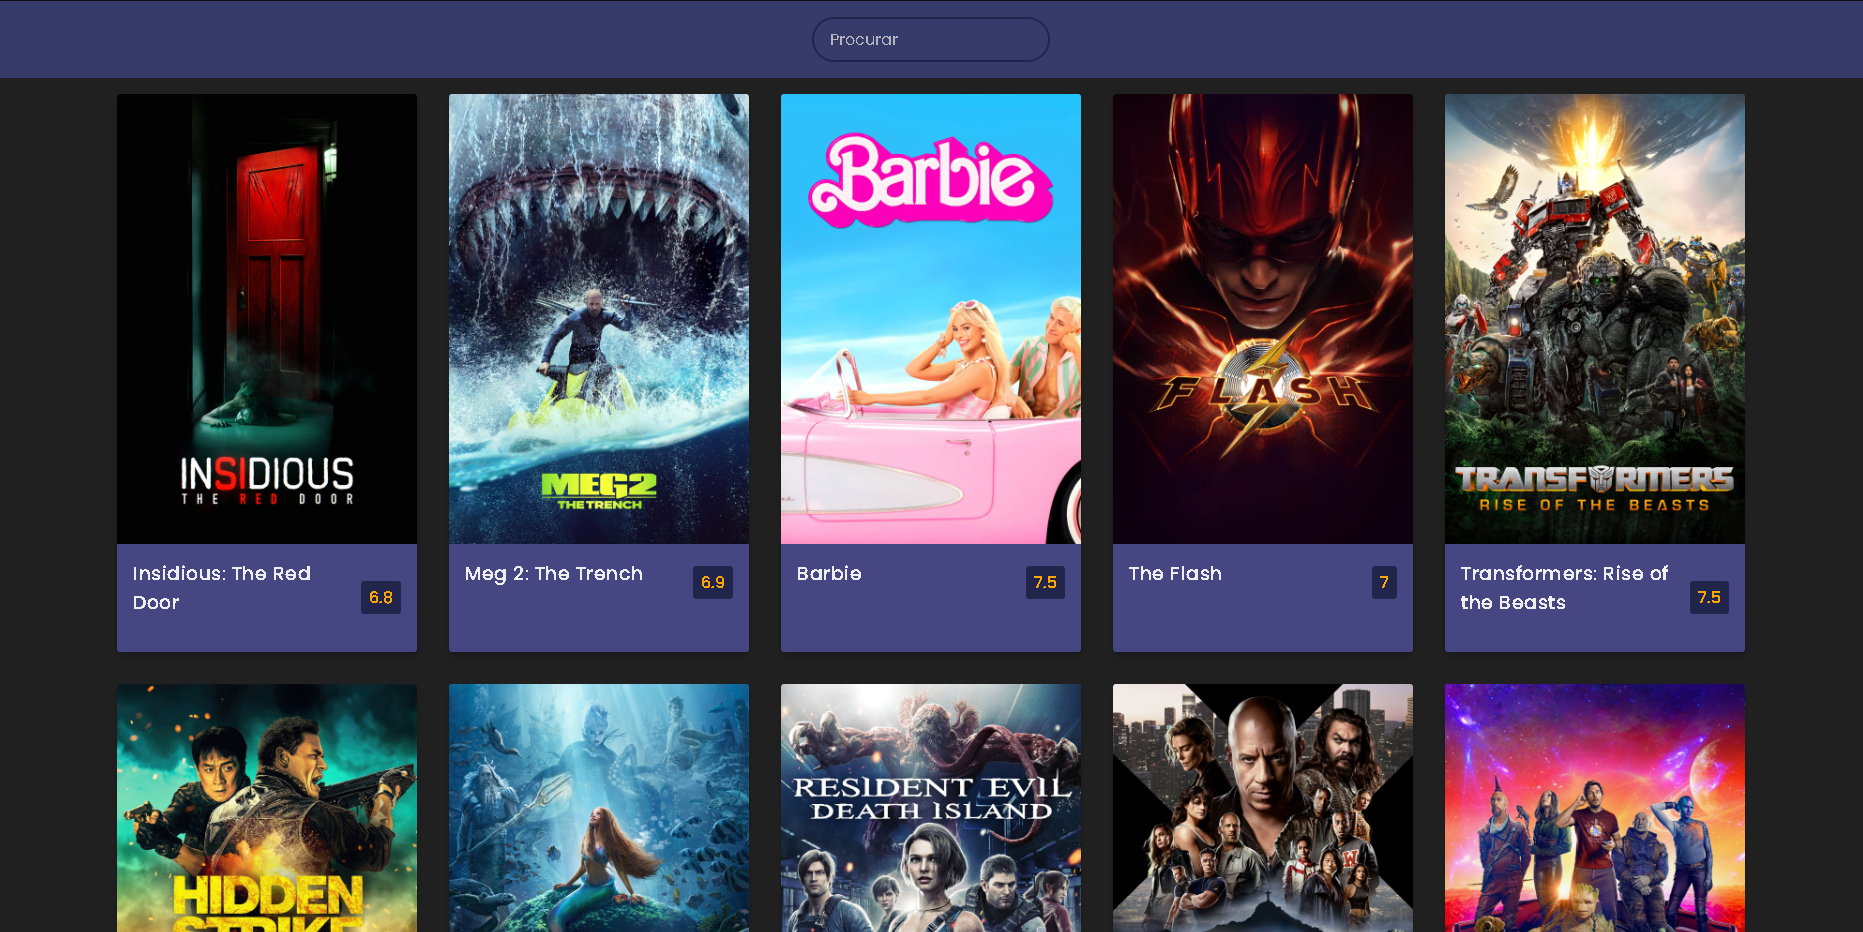 Procurar
Barbie
FLASH
INSIDIOUS
THE RED DOOR
MEG2
THE TRENCH
TRANSFORMERS
RISE OF THE BEASTS
Insidious: The Red
Door
6.8
Meg 2: The Trench
6.9
Barbie
7.5
The Flash
7
Transformers: Rise of
the Beasts
7.5
HIDDEN
STRIKE
RESIDENT EVIL
DEATH ISLAND